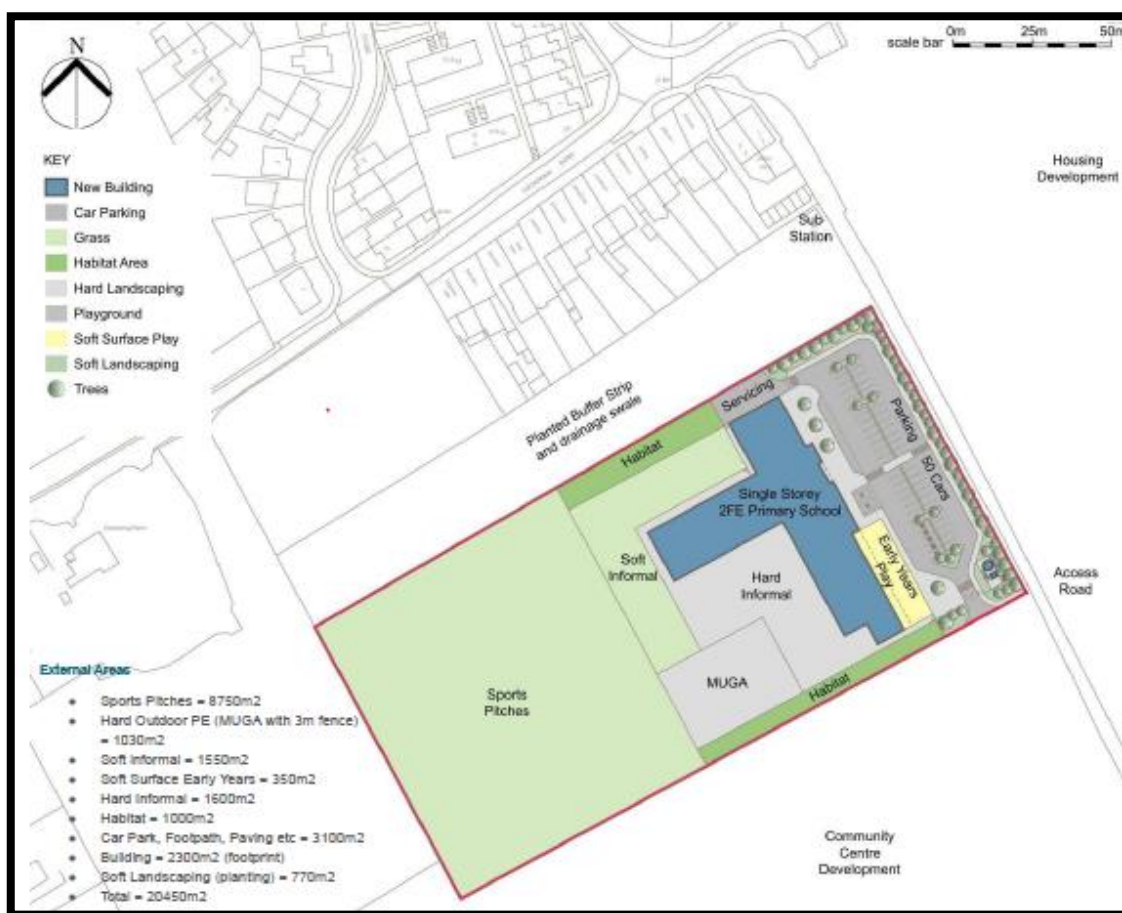 N
0m 25m 50m
scale bar
KEY
New Building
Car Parking
Grass
Habitat Area
Hard Landscaping
Playground
Soft Surface Play
Soft Landscaping
Trees
Housing
Development
Sub
Station
Planted Buffer Strip
and drainage swale
Servicing
Habitat
Parking
50 Cars
Single Storey
2FE Primary School
Early Years
Play
Soft
Informal
Hard
Informal
Access
Road
MUGA
Habitat
Sports
Pitches
Community
Centre
Development
External Areas
• Sports Pitches = 8750m2
• Hard Outdoor PE (MUGA with 3m fence)
= 1030m2
• Soft Informal = 1550m2
• Soft Surface Early Years = 350m2
• Hard Informal = 1600m2
• Habitat = 1000m2
• Car Park, Footpath, Paving etc = 3100m2
• Building = 2300m2 (footprint)
• Soft Landscaping (planting) = 770m2
• Total = 20450m2